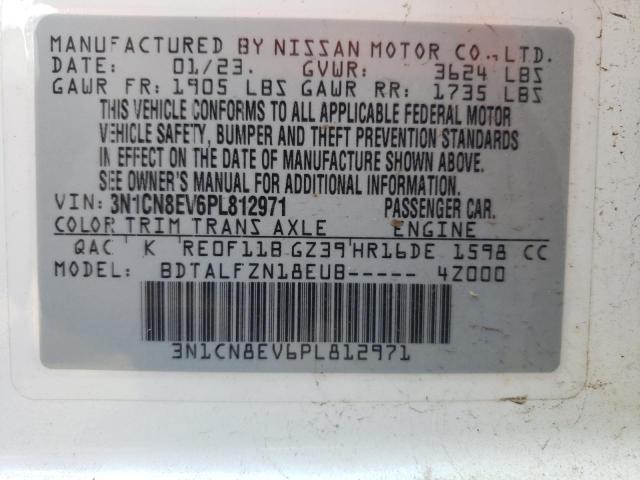 MANUFACTURED BY NISSAN MOTOR CO.,LTD.
DATE: 01/23. GVWR: 3624 LBS
GAWR FR: 1905 LBS GAWR RR: 1735 LBS
THIS VEHICLE CONFORMS TO ALL APPLICABLE FEDERAL MOTOR
VEHICLE SAFETY, BUMPER AND THEFT PREVENTION STANDARDS
IN EFFECT ON THE DATE OF MANUFACTURE SHOWN ABOVE.
SEE OWNER'S MANUAL FOR ADDITIONAL INFORMATION.
VIN: 3N1CN8EV6PL812971 PASSENGER CAR.
COLOR TRIM TRANS AXLE ENGINE
QAC K RE0F11B GZ39 HR16DE 1598 CC
MODEL: BDTALFZN18EUB----- 4Z000
3N1CN8EV6PL812971